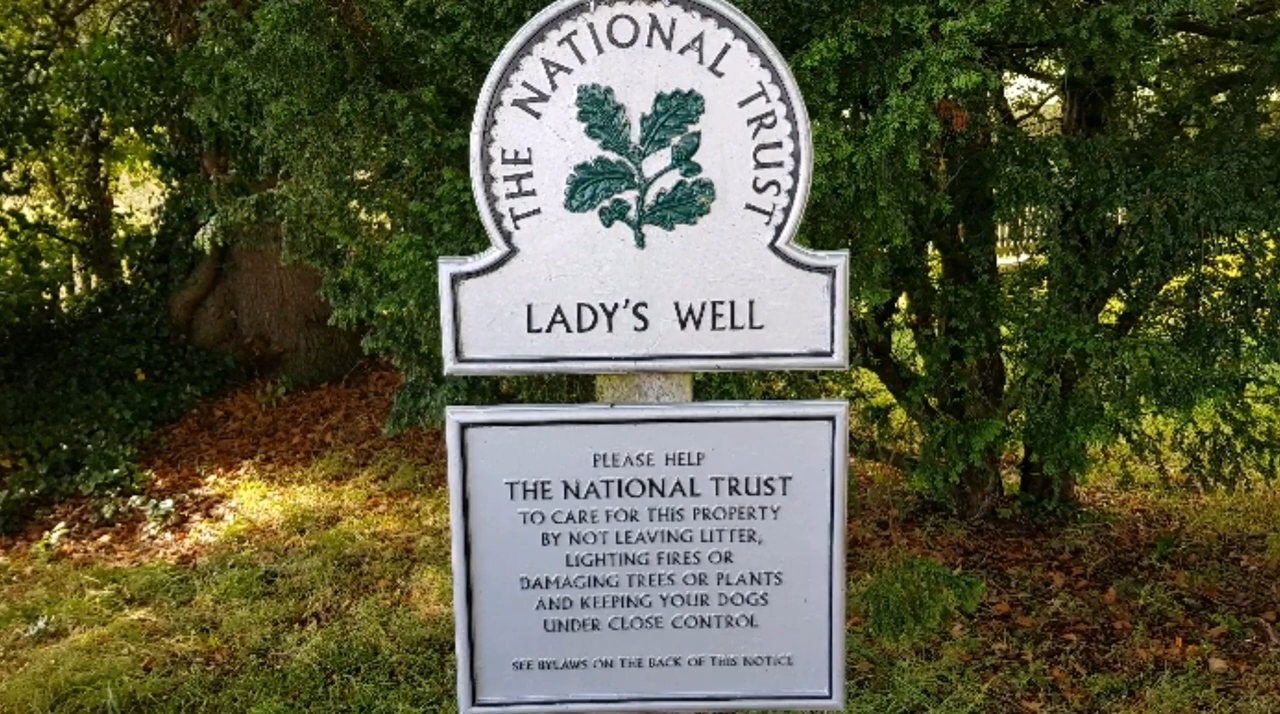 THE NATIONAL TRUST
LADY'S WELL
PLEASE HELP
THE NATIONAL TRUST
TO CARE FOR THIS PROPERTY
BY NOT LEAVING LITTER,
LIGHTING FIRES OR
DAMAGING TREES OR PLANTS
AND KEEPING YOUR DOGS
UNDER CLOSE CONTROL
SEE BYLAWS ON THE BACK OF THIS NOTICE